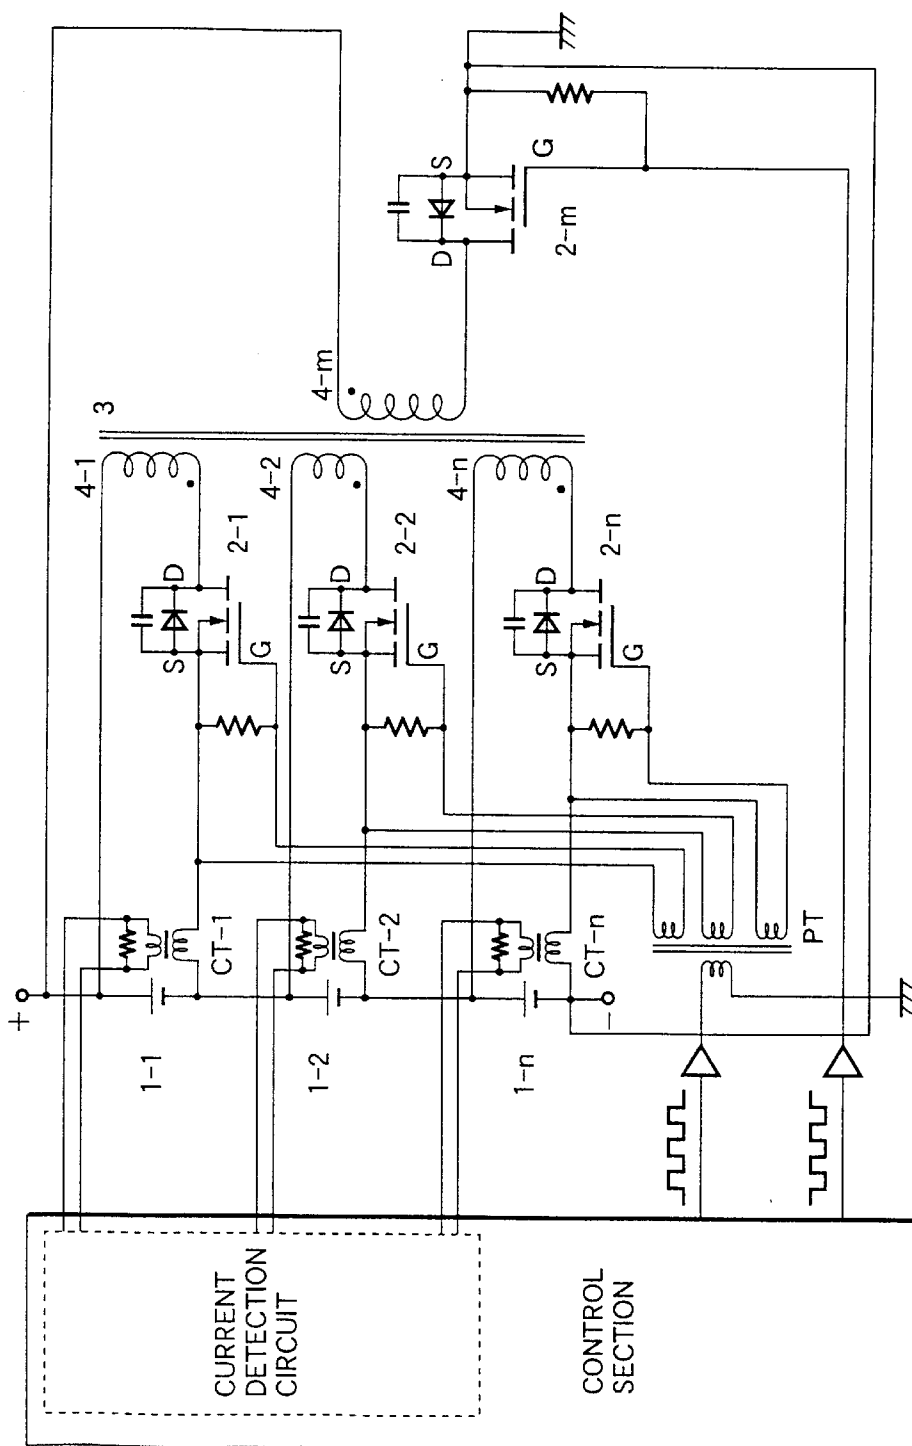 3
4-m
4-1
4-2
4-n
D
S
G
2-m
D
S
G
2-1
D
S
G
2-2
D
S
G
2-n
+
-
CT-1
CT-2
CT-n
PT
1-1
1-2
1-n
CURRENT
DETECTION
CIRCUIT
CONTROL
SECTION